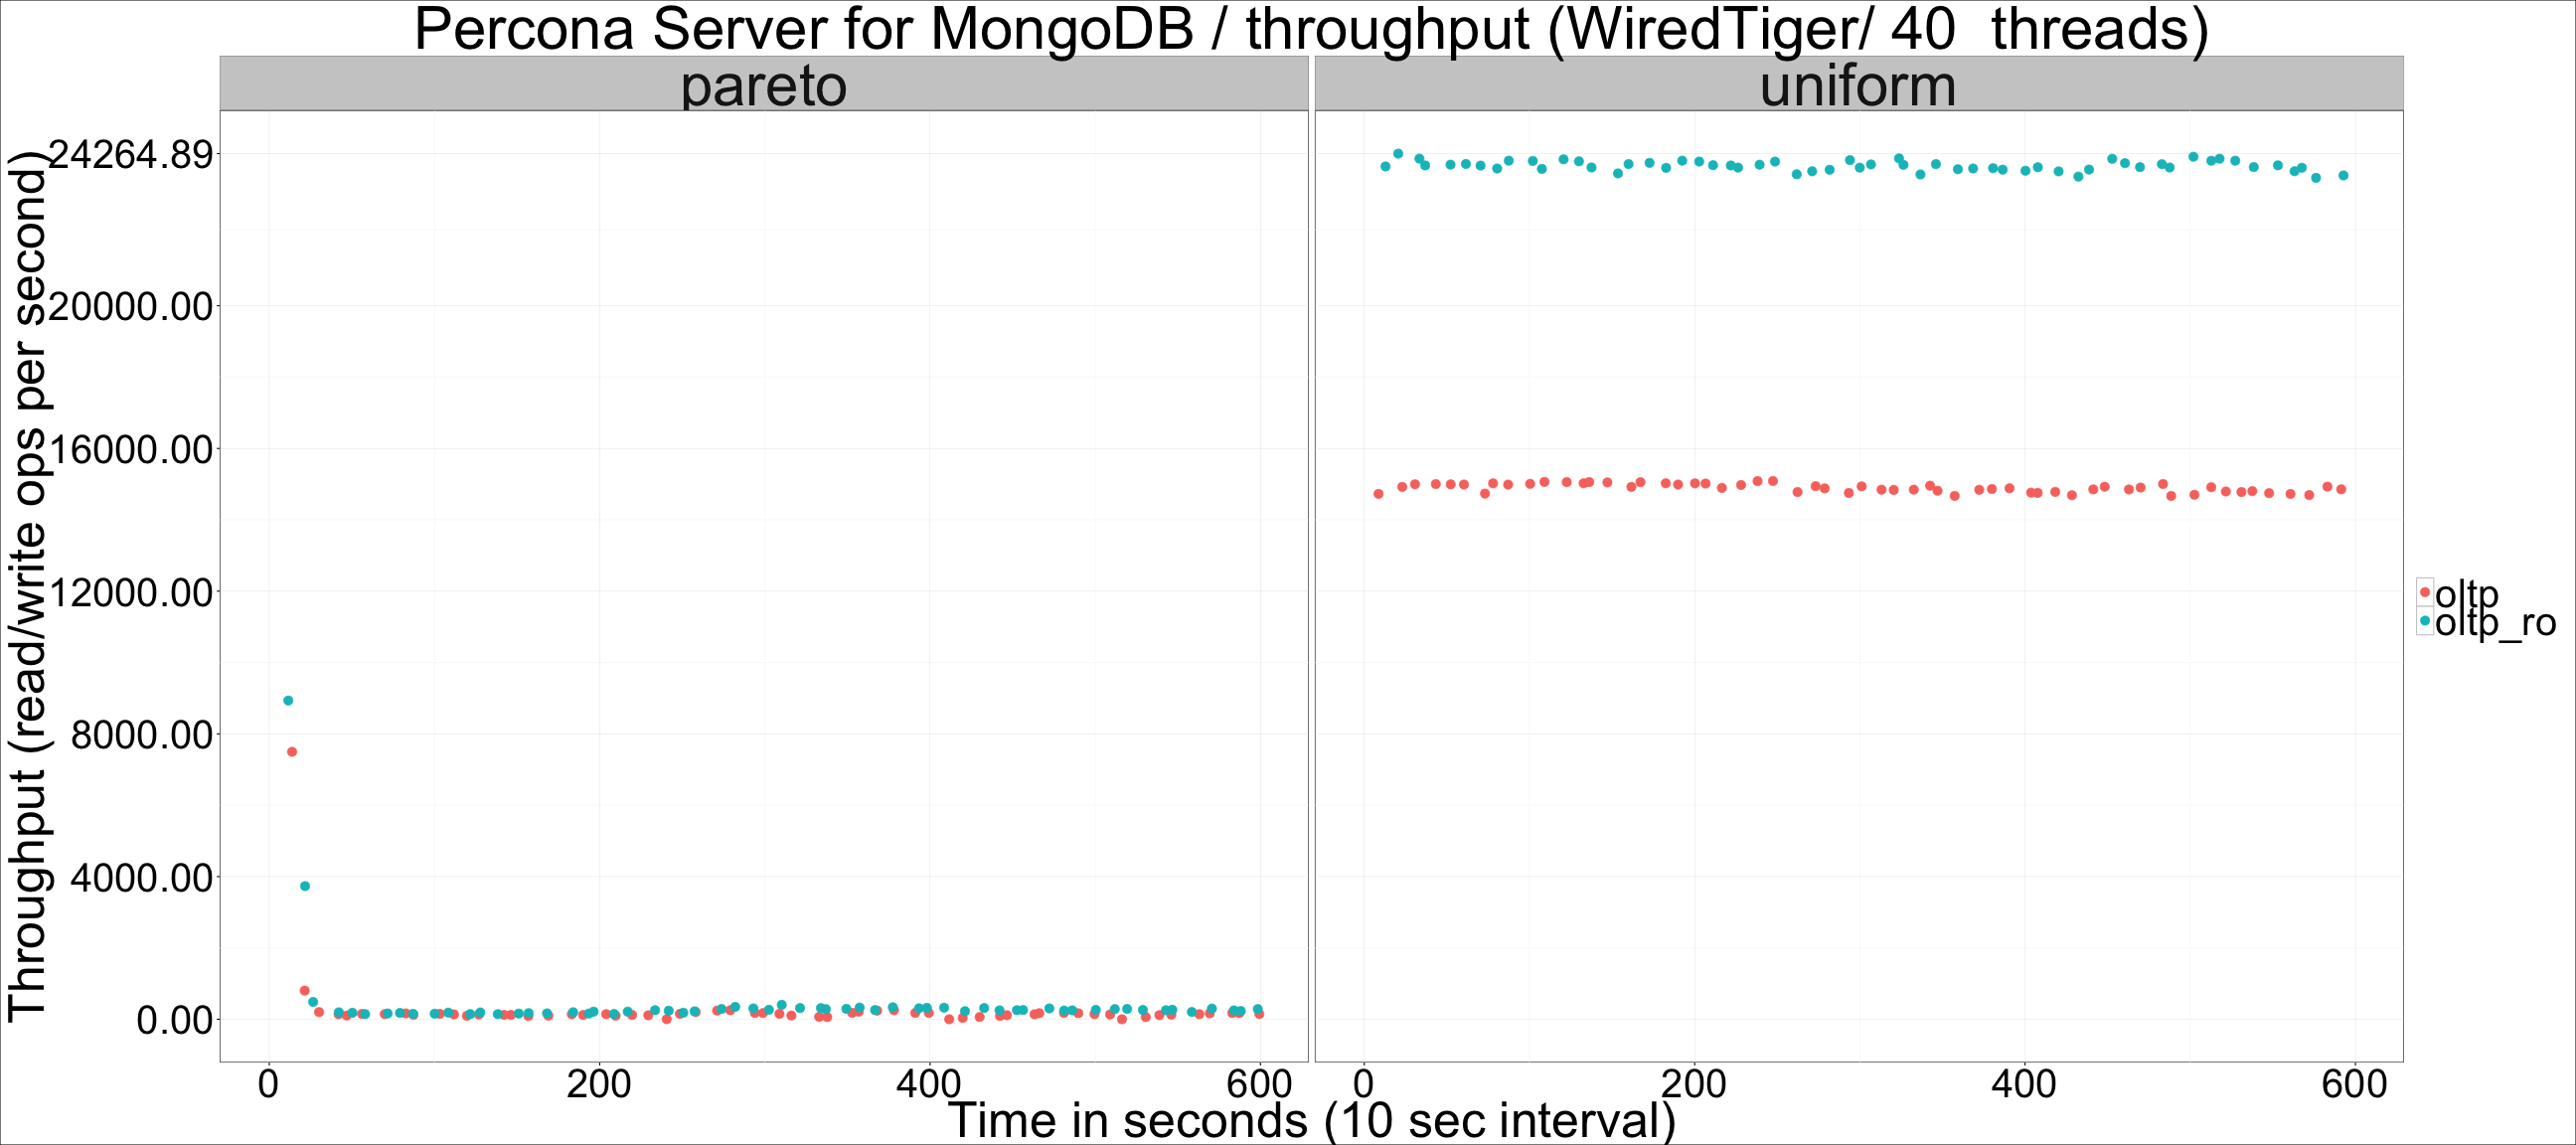 Percona Server for MongoDB / throughput (WiredTiger/ 40  threads)
pareto
uniform
Throughput (read/write ops per second)
24264.89
20000.00
16000.00
12000.00
8000.00
4000.00
0.00
0 200 400 600
0 200 400 600
Time in seconds (10 sec interval)
oltp
oltp_ro